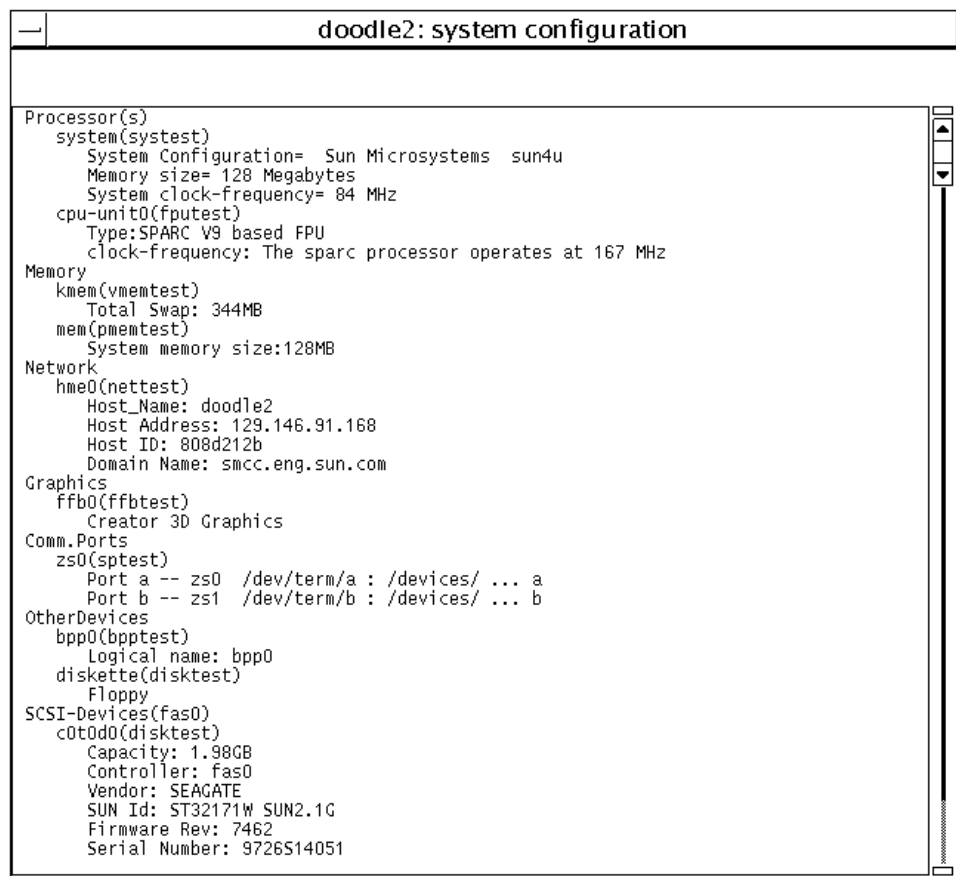 doodle2: system configuration
Processor(s)
system(systest)
System Configuration=  Sun Microsystems  sun4u
Memory size= 128 Megabytes
System clock-frequency= 84 MHz
cpu-unit0(fputest)
Type:SPARC V9 based FPU
clock-frequency: The sparc processor operates at 167 MHz
Memory
kmem(vmemtest)
Total Swap: 344MB
mem(pmemtest)
System memory size:128MB
Network
hme0(nettest)
Host_Name: doodle2
Host Address: 129.146.91.168
Host ID: 808d212b
Domain Name: smcc.eng.sun.com
Graphics
ffb0(ffbtest)
Creator 3D Graphics
Comm.Ports
zs0(sptest)
Port a -- zs0  /dev/term/a : /devices/ ... a
Port b -- zs1  /dev/term/b : /devices/ ... b
OtherDevices
bpp0(bpptest)
Logical name: bpp0
diskette(disktest)
Floppy
SCSI-Devices(fas0)
c0t0d0(disktest)
Capacity: 1.98GB
Controller: fas0
Vendor: SEAGATE
SUN Id: ST32171W SUN2.1G
Firmware Rev: 7462
Serial Number: 9726S14051